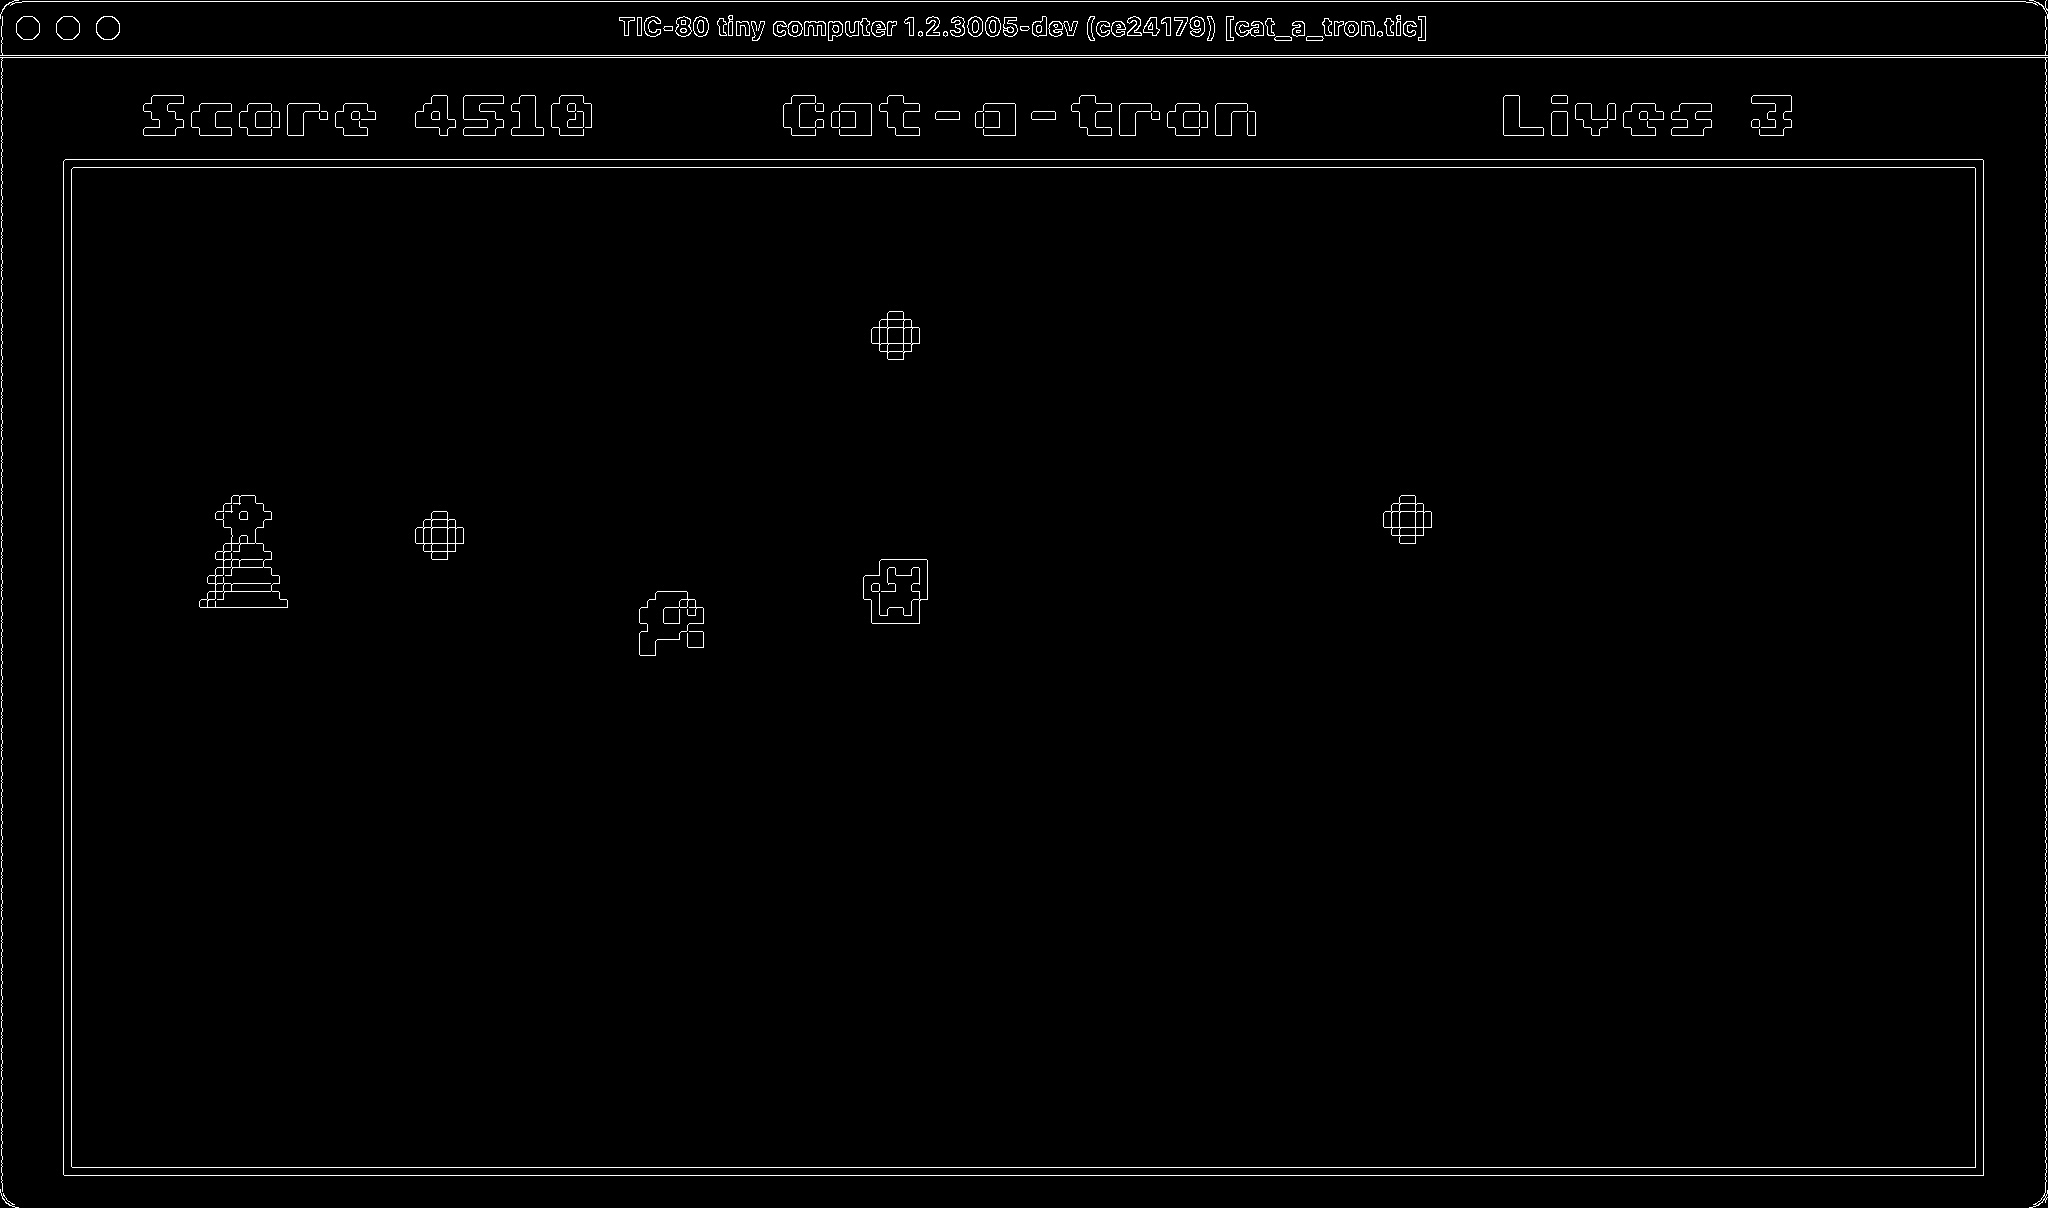 TIC-80 tiny computer 1.2.3005-dev (ce24179) [cat_a_tron.tic]
Score 4510 Cat-a-tron Lives 3